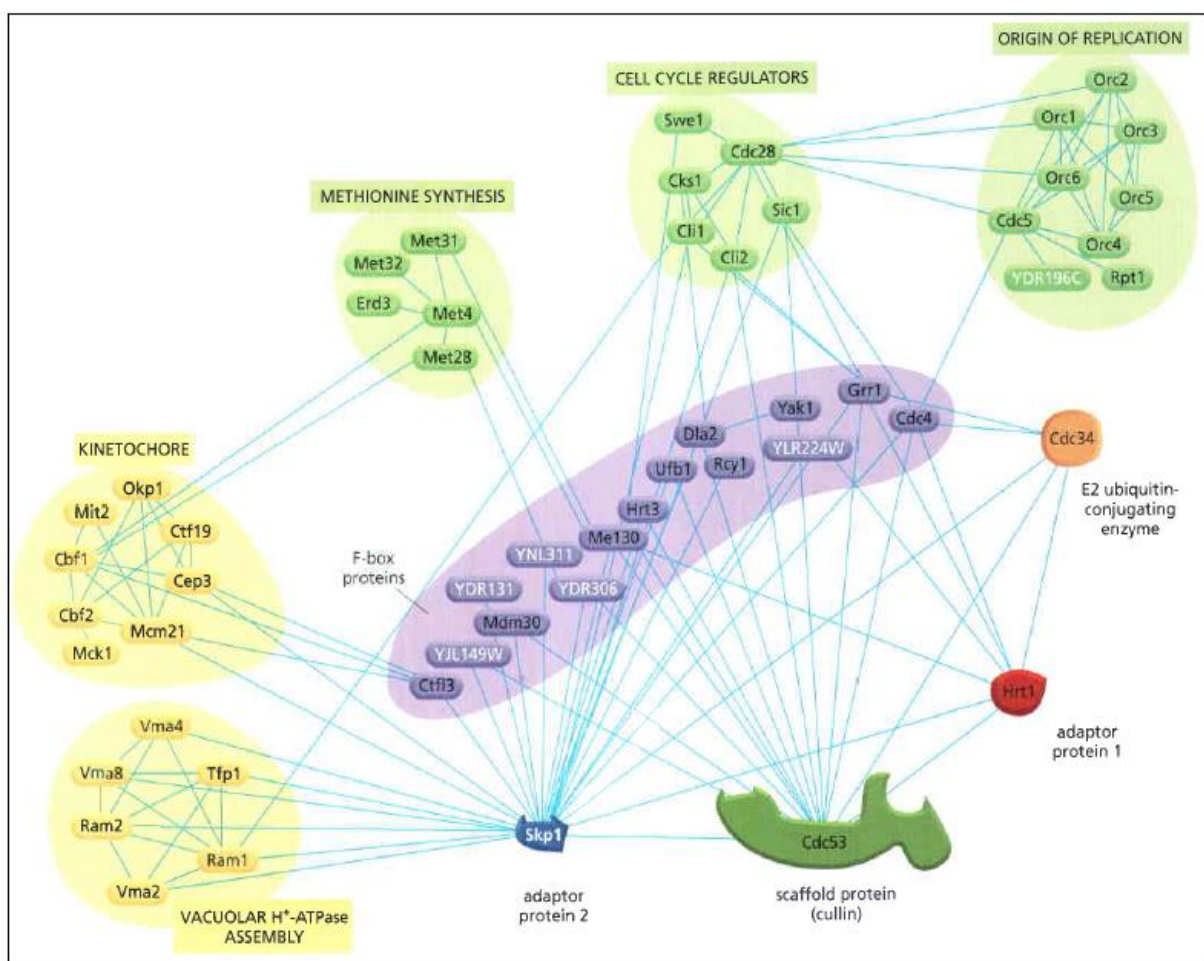 ORIGIN OF REPLICATION
Orc2
Orc1
Orc3
Orc6
Orc5
Cdc5
Orc4
YDR196C
Rpt1
CELL CYCLE REGULATORS
Swe1
Cdc28
Cks1
Sic1
Cli1
Cli2
METHIONINE SYNTHESIS
Met31
Met32
Erd3
Met4
Met28
KINETOCHORE
Okp1
Mit2
Ctf19
Cbf1
Cep3
Cbf2
Mcm21
Mck1
F-box
proteins
Grr1
Yak1
Cdc4
Dla2
YLR224W
Ufb1
Rcy1
Hrt3
Me130
YNL311
YDR131
YDR306
Mdm30
YJL149W
Ctfl3
Cdc34
E2 ubiquitin-
conjugating
enzyme
Hrt1
adaptor
protein 1
Vma4
Vma8
Tfp1
Ram2
Ram1
Vma2
VACUOLAR H⁺-ATPase
ASSEMBLY
Skp1
adaptor
protein 2
Cdc53
scaffold protein
(cullin)